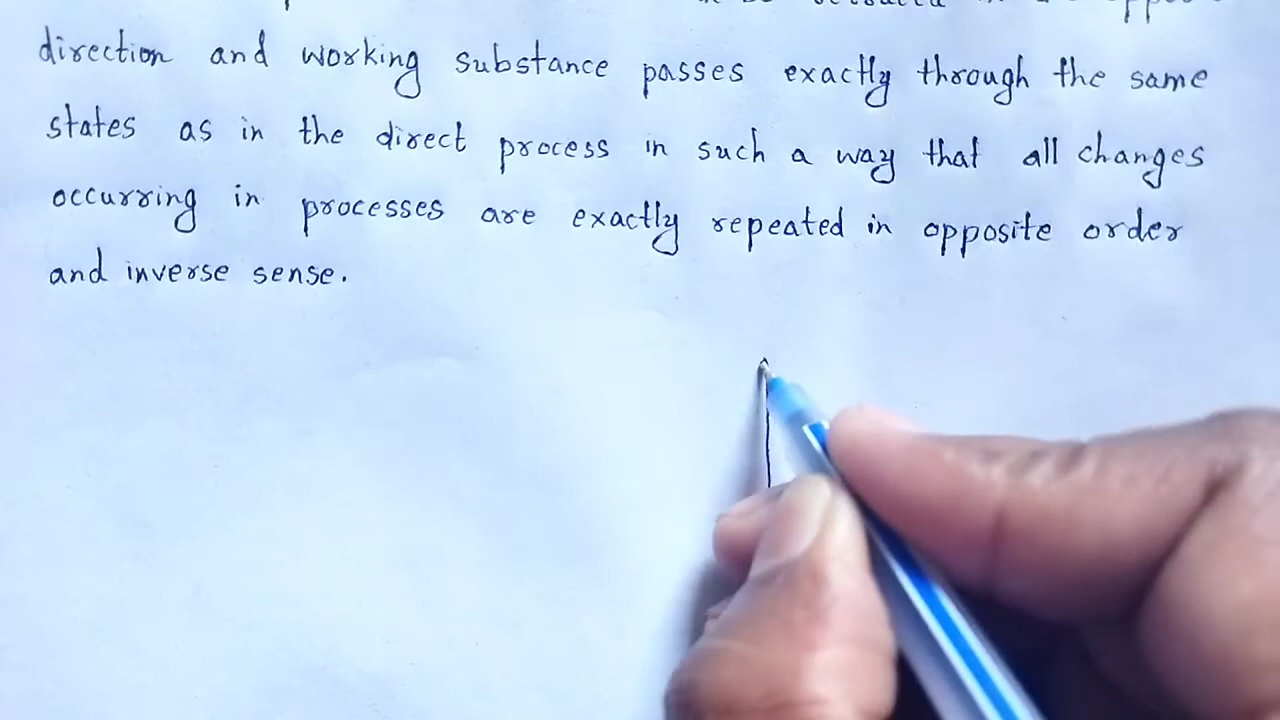 direction and working substance passes exactly through the same
states as in the direct process in such a way that all changes
occurring in processes are exactly repeated in opposite order
and inverse sense.